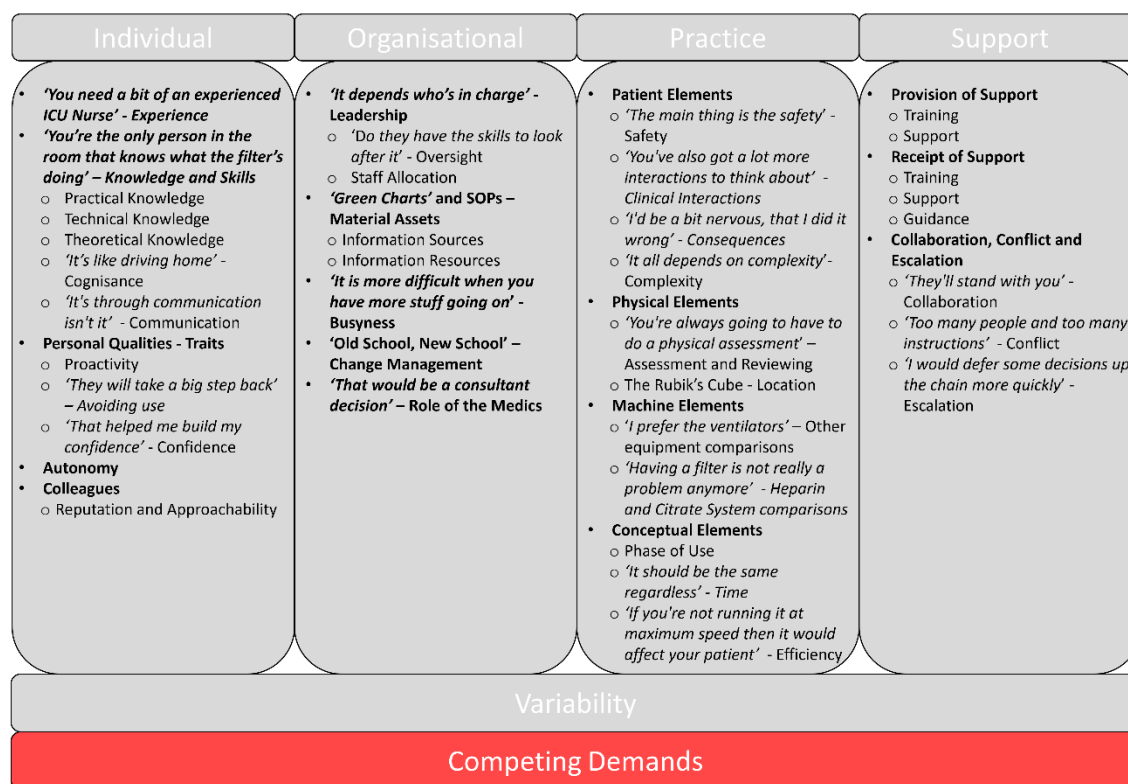 Individual
Organisational
Practice
Support
• ‘You need a bit of an experienced
ICU Nurse’ - Experience
• ‘You’re the only person in the
room that knows what the filter’s
doing’ – Knowledge and Skills
o Practical Knowledge
o Technical Knowledge
o Theoretical Knowledge
o ‘It’s like driving home’ -
Cognisance
o ‘It's through communication
isn't it’ - Communication
• Personal Qualities - Traits
o Proactivity
o ‘They will take a big step back’
– Avoiding use
o ‘That helped me build my
confidence’ - Confidence
• Autonomy
• Colleagues
o Reputation and Approachability
• ‘It depends who’s in charge’ -
Leadership
o ‘Do they have the skills to look
after it’ - Oversight
o Staff Allocation
• ‘Green Charts’ and SOPs –
Material Assets
o Information Sources
o Information Resources
• ‘It is more difficult when you
have more stuff going on’ -
Busyness
• ‘Old School, New School’ –
Change Management
• ‘That would be a consultant
decision’ – Role of the Medics
• Patient Elements
o ‘The main thing is the safety’ -
Safety
o ‘You've also got a lot more
interactions to think about’ -
Clinical Interactions
o ‘I'd be a bit nervous, that I did it
wrong’ - Consequences
o ‘It all depends on complexity’-
Complexity
• Physical Elements
o ‘You're always going to have to
do a physical assessment’ –
Assessment and Reviewing
o The Rubik’s Cube - Location
• Machine Elements
o ‘I prefer the ventilators’ – Other
equipment comparisons
o ‘Having a filter is not really a
problem anymore’ - Heparin
and Citrate System comparisons
• Conceptual Elements
o Phase of Use
o ‘It should be the same
regardless’ - Time
o ‘If you're not running it at
maximum speed then it would
affect your patient’ - Efficiency
• Provision of Support
o Training
o Support
• Receipt of Support
o Training
o Support
o Guidance
• Collaboration, Conflict and
Escalation
o ‘They'll stand with you’ -
Collaboration
o ‘Too many people and too many
instructions’ - Conflict
o ‘I would defer some decisions up
the chain more quickly’ -
Escalation
Variability
Competing Demands